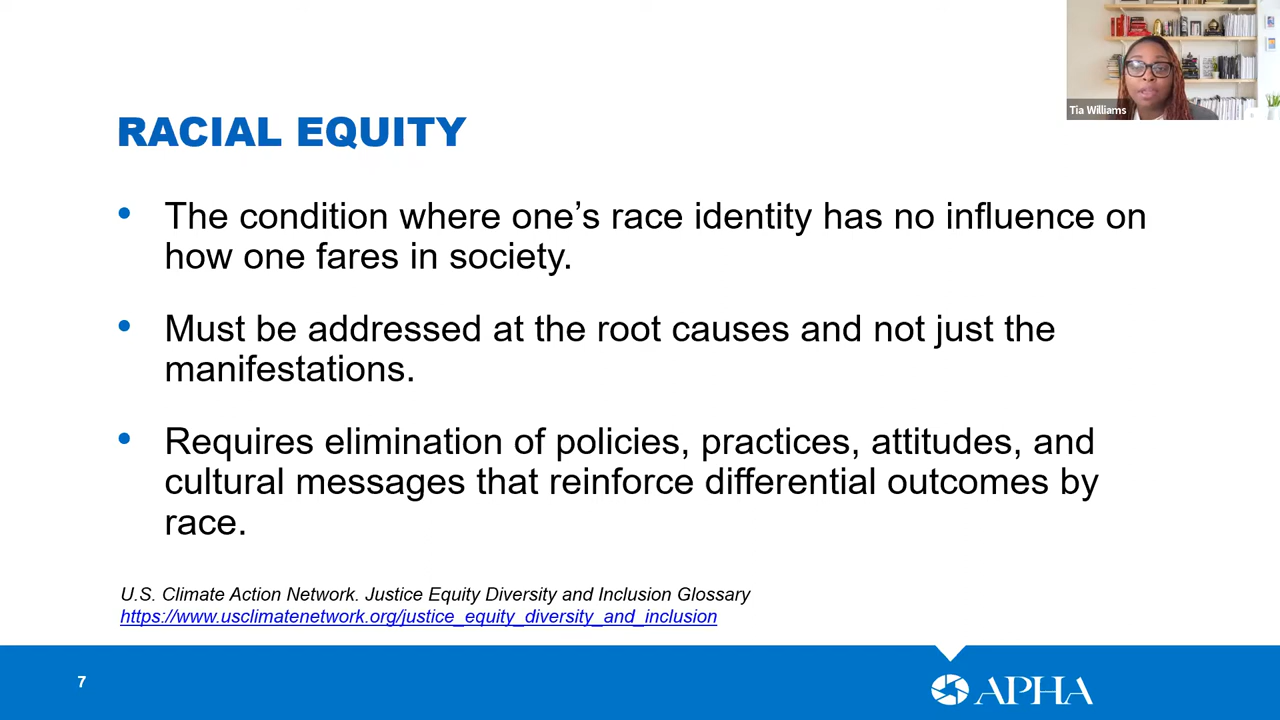 Tia Williams
RACIAL EQUITY
• The condition where one’s race identity has no influence on
how one fares in society.
• Must be addressed at the root causes and not just the
manifestations.
• Requires elimination of policies, practices, attitudes, and
cultural messages that reinforce differential outcomes by
race.
U.S. Climate Action Network. Justice Equity Diversity and Inclusion Glossary
https://www.usclimatenetwork.org/justice_equity_diversity_and_inclusion
7
APHA